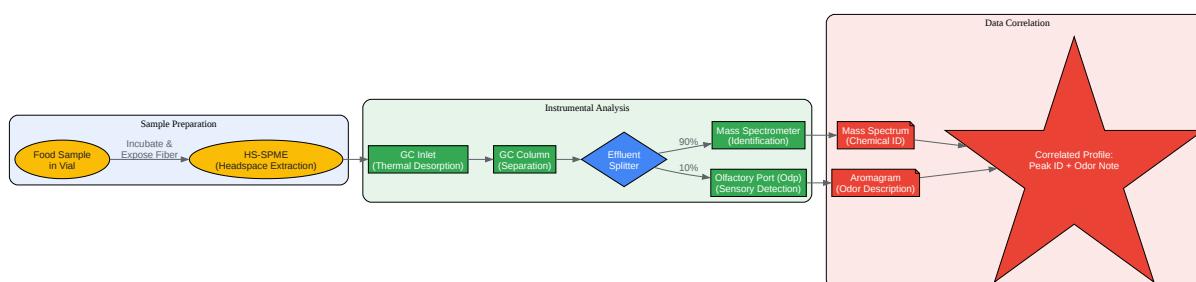 Sample Preparation
Food Sample
in Vial
Incubate &
Expose Fiber
HS-SPME
(Headspace Extraction)
Instrumental Analysis
GC Inlet
(Thermal Desorption)
GC Column
(Separation)
Effluent
Splitter
90%
10%
Mass Spectrometer
(Identification)
Olfactory Port (Odp)
(Sensory Detection)
Data Correlation
Mass Spectrum
(Chemical ID)
Aromagram
(Odor Description)
Correlated Profile:
Peak ID + Odor Note